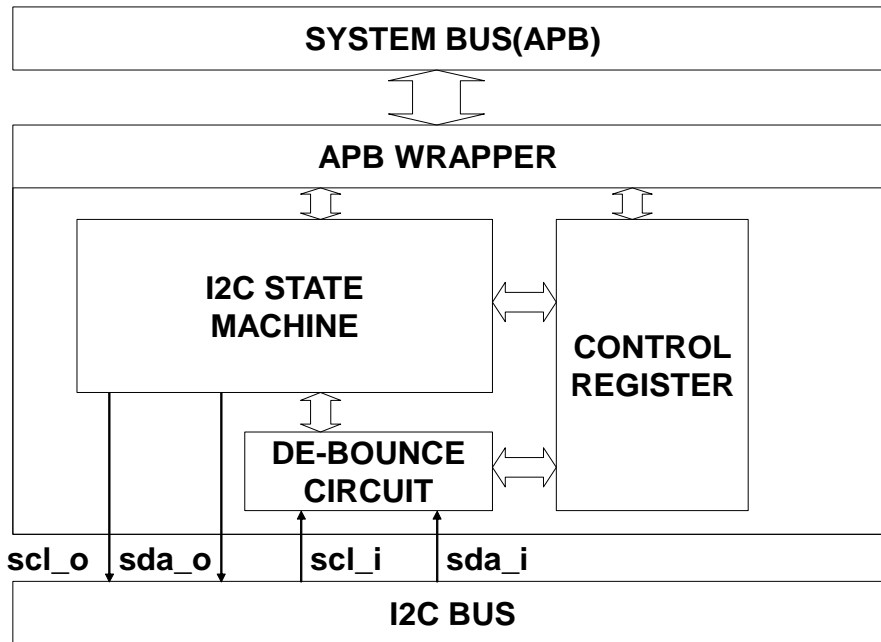 SYSTEM BUS(APB)
APB WRAPPER
I2C STATE
MACHINE
CONTROL
REGISTER
DE-BOUNCE
CIRCUIT
scl_o
sda_o
scl_i
sda_i
I2C BUS